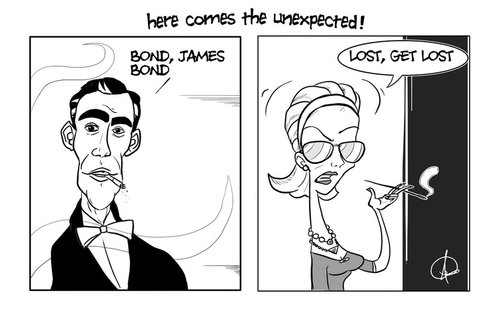 here comes the unexpected!
BOND, JAMES
BOND
LOST, GET LOST